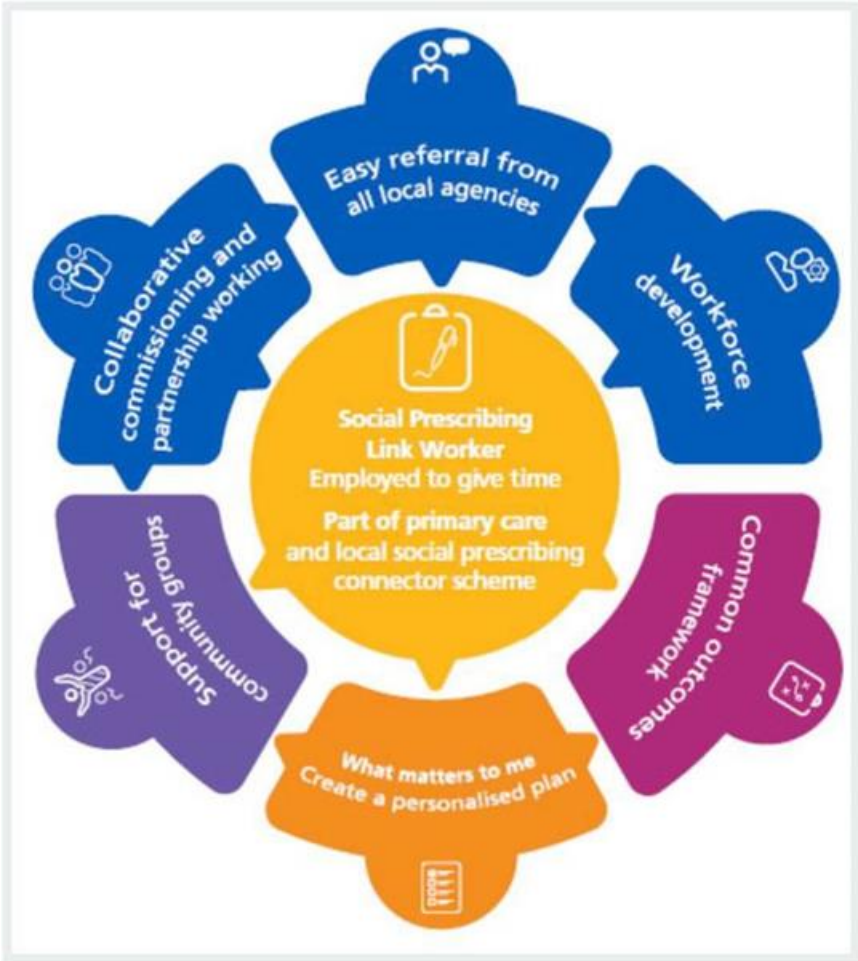 Easy referral from
all local agencies
Workforce
development
Common outcomes
framework
What matters to me
Create a personalised plan
Support for
community groups
Collaborative
commissioning and
partnership working
Social Prescribing
Link Worker
Employed to give time
Part of primary care
and local social prescribing
connector scheme